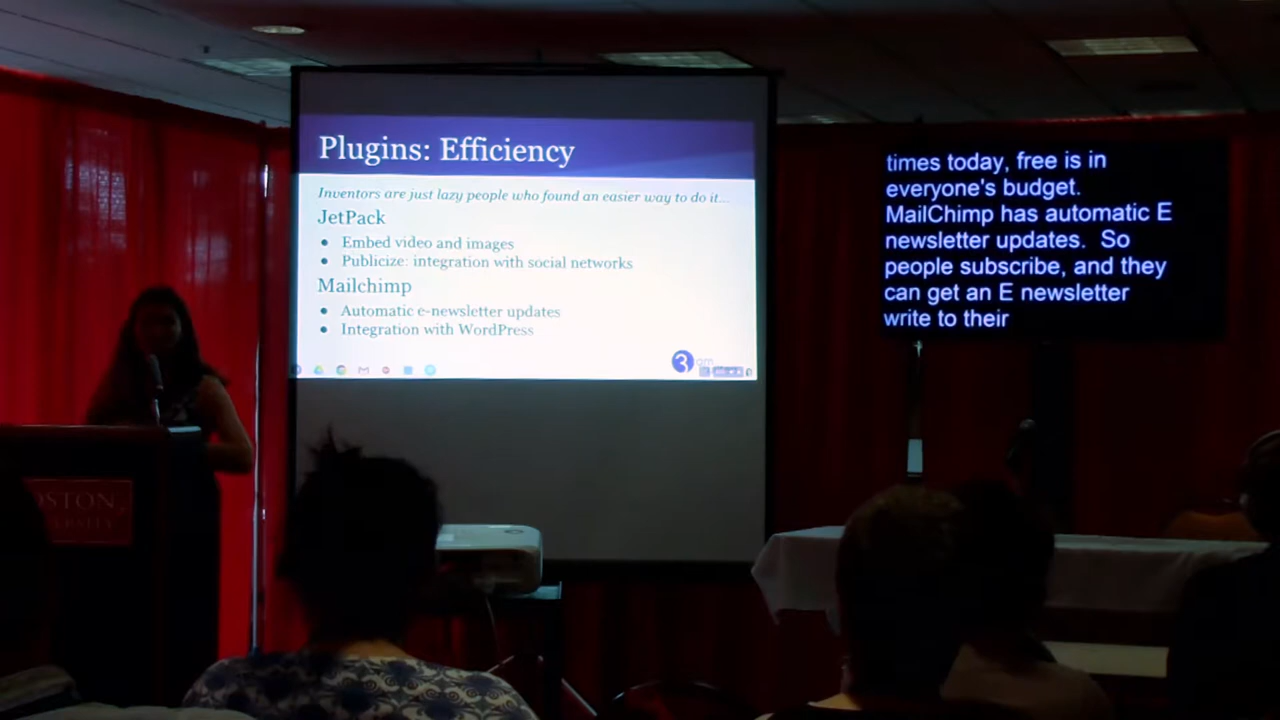 Plugins: Efficiency
Inventors are just lazy people who found an easier way to do it...
JetPack
● Embed video and images
● Publicize: integration with social networks
Mailchimp
● Automatic e-newsletter updates
● Integration with WordPress
3am
times today, free is in
everyone's budget.
MailChimp has automatic E
newsletter updates. So
people subscribe, and they
can get an E newsletter
write to their